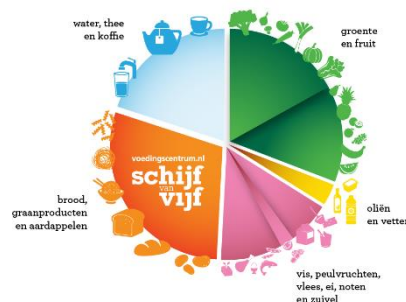 water, thee
en koffie
groente
en fruit
voedingscentrum.nl
schijf
van
vijf
brood,
graanproducten
en aardappelen
oliën
en vetten
vis, peulvruchten,
vlees, ei, noten
en zuivel